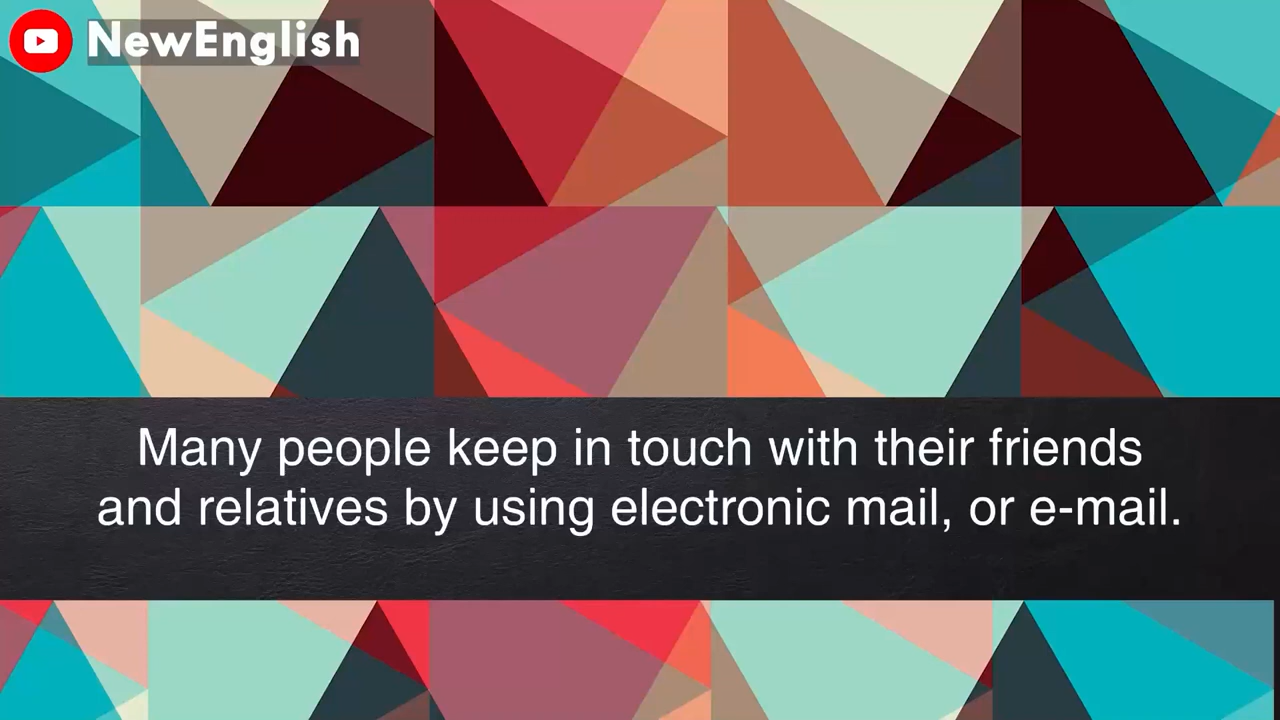 NewEnglish
Many people keep in touch with their friends
and relatives by using electronic mail, or e-mail.